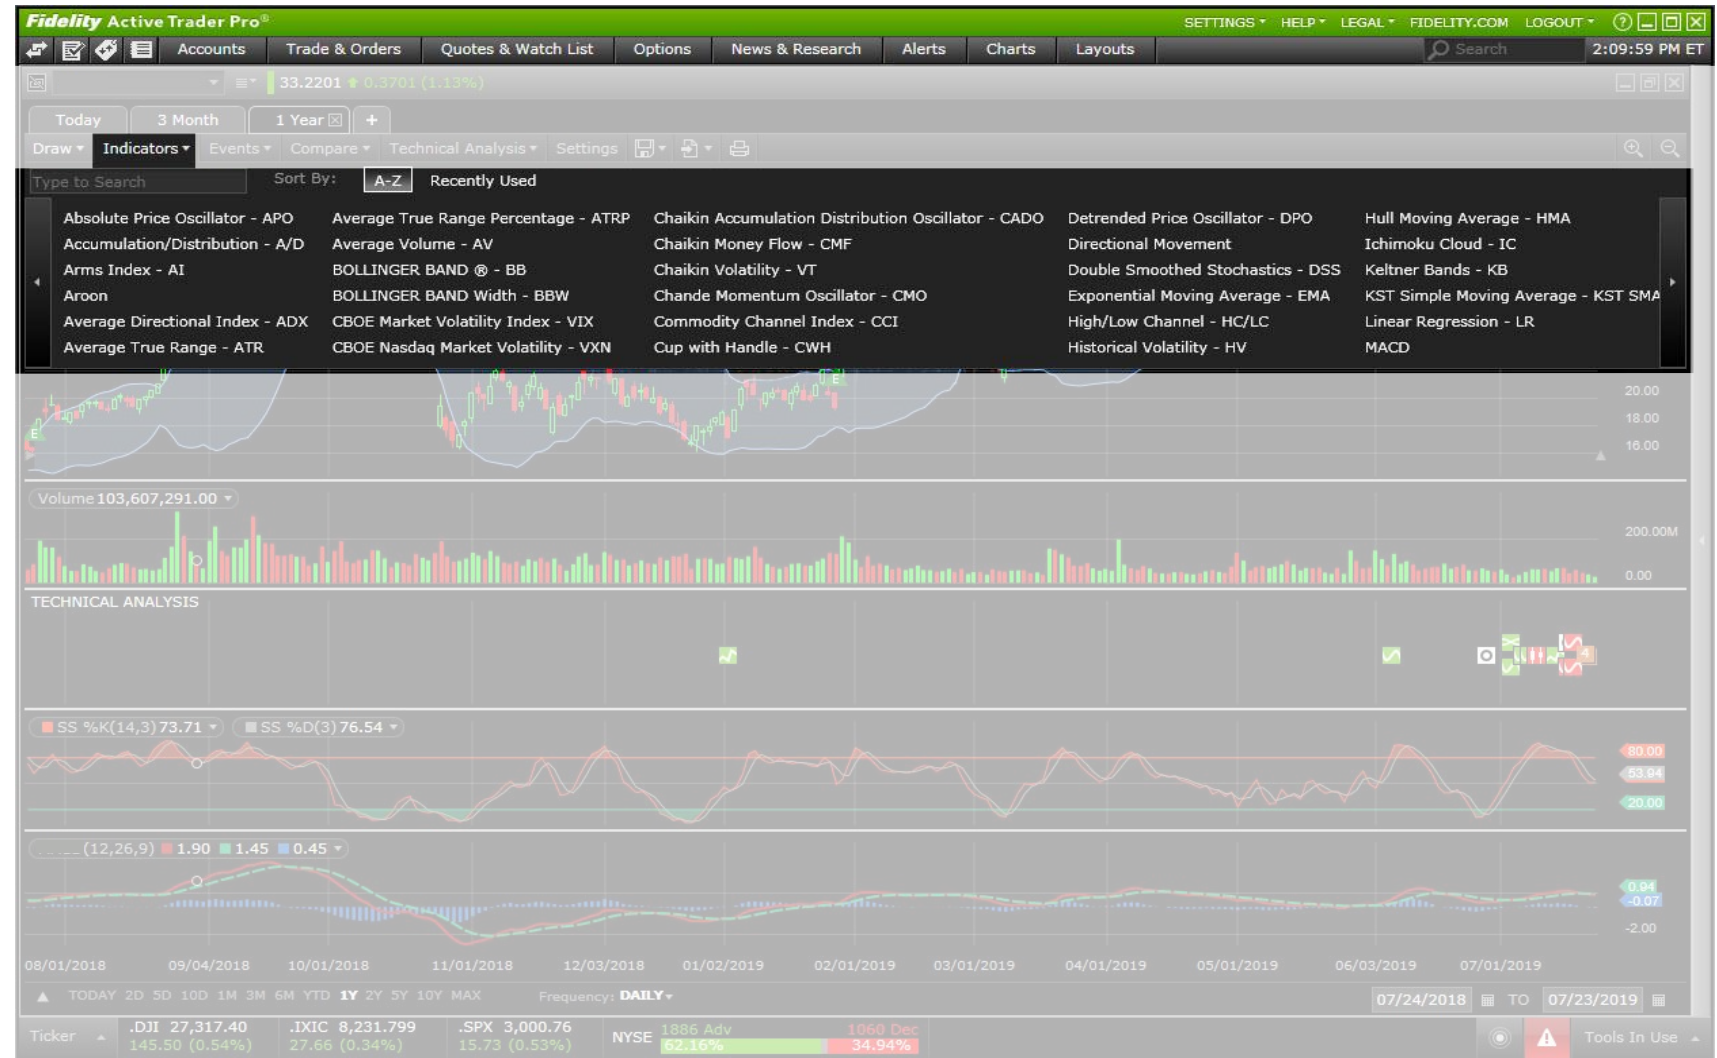 Fidelity Active Trader Pro®
SETTINGS HELP LEGAL FIDELITY.COM LOGOUT ?
Accounts Trade & Orders Quotes & Watch List Options News & Research Alerts Charts Layouts Search 2:09:59 PM ET
33.2201 0.3701 (1.13%)
Today 3 Month 1 Year +
Draw Indicators Events Compare Technical Analysis Settings
Type to Search Sort By: A-Z Recently Used
Absolute Price Oscillator - APO Average True Range Percentage - ATRP Chaikin Accumulation Distribution Oscillator - CADO Detrended Price Oscillator - DPO Hull Moving Average - HMA
Accumulation/Distribution - A/D Average Volume - AV Chaikin Money Flow - CMF Directional Movement Ichimoku Cloud - IC
Arms Index - AI BOLLINGER BAND ® - BB Chaikin Volatility - VT Double Smoothed Stochastics - DSS Keltner Bands - KB
Aroon BOLLINGER BAND Width - BBW Chande Momentum Oscillator - CMO Exponential Moving Average - EMA KST Simple Moving Average - KST SMA
Average Directional Index - ADX CBOE Market Volatility Index - VIX Commodity Channel Index - CCI High/Low Channel - HC/LC Linear Regression - LR
Average True Range - ATR CBOE Nasdaq Market Volatility - VXN Cup with Handle - CWH Historical Volatility - HV MACD
E
20.00
18.00
E
16.00
Volume 103,607,291.00
200.00M
0.00
TECHNICAL ANALYSIS
4
SS %K(14,3) 73.71 SS %D(3) 76.54
80.00
53.94
20.00
(12,26,9) 1.90 1.45 0.45
0.94
-0.07
-2.00
08/01/2018 09/04/2018 10/01/2018 11/01/2018 12/03/2018 01/02/2019 02/01/2019 03/01/2019 04/01/2019 05/01/2019 06/03/2019 07/01/2019
TODAY 2D 5D 10D 1M 3M 6M YTD 1Y 2Y 5Y 10Y MAX Frequency: DAILY 07/24/2018 TO 07/23/2019
Ticker .DJI 27,317.40 .IXIC 8,231.799 .SPX 3,000.76 NYSE 1886 Adv 1060 Dec Tools In Use
145.50 (0.54%) 27.66 (0.34%) 15.73 (0.53%) 62.16% 34.94%